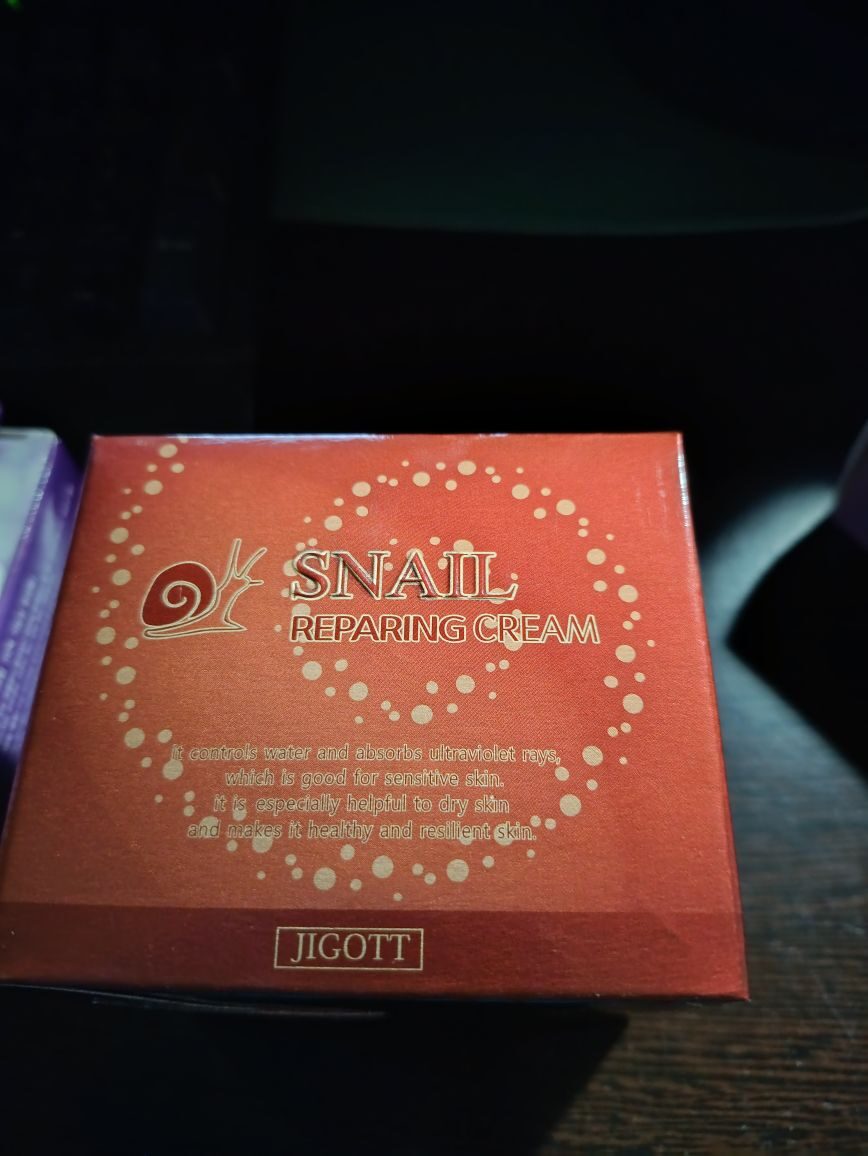 SNAIL
REPARING CREAM
it controls water and absorbs ultraviolet rays,
which is good for sensitive skin.
it is especially helpful to dry skin
and makes it healthy and resilient skin.
JIGOTT